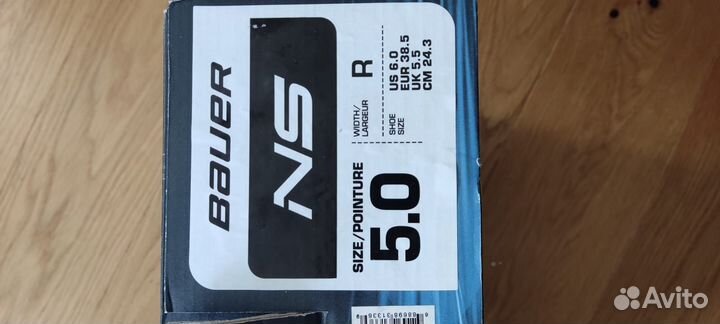 BAUER
NS
SIZE/POINTURE
5.0
WIDTH/
LARGEUR
R
SHOE
SIZE
US 6.0
EUR 38.5
UK 5.5
CM 24.3
Avito